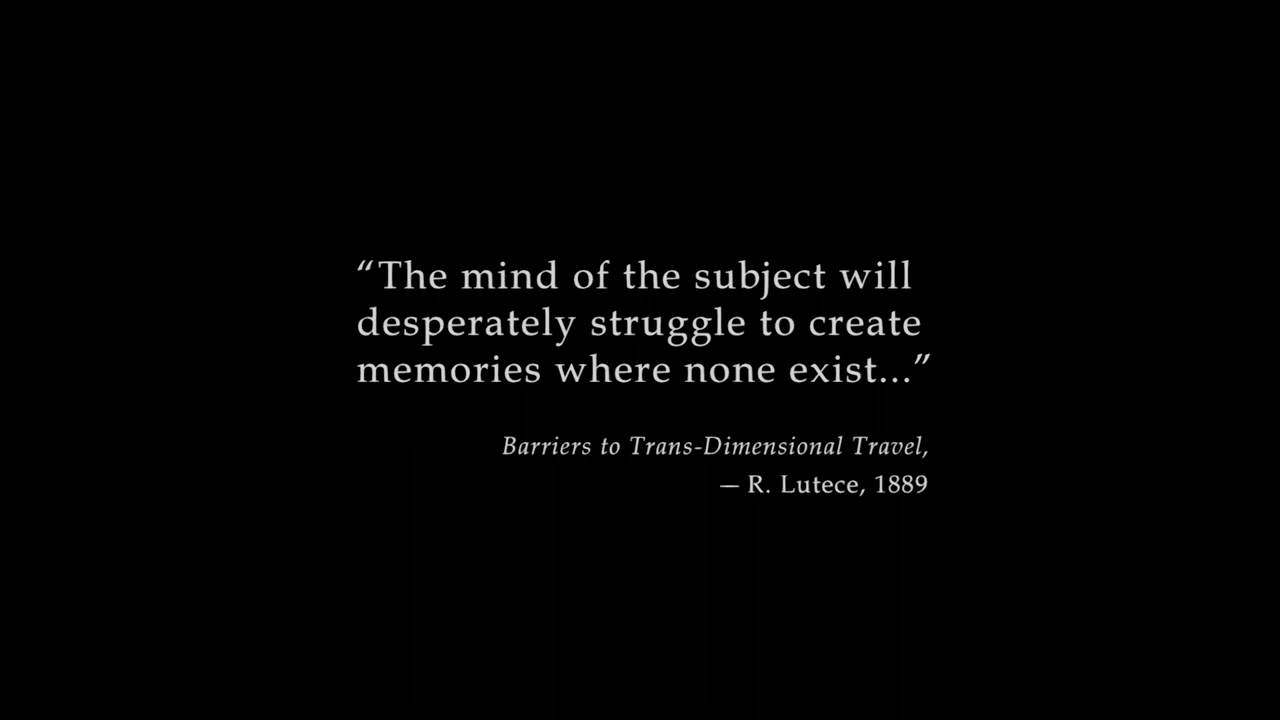 “The mind of the subject will
desperately struggle to create
memories where none exist...”
Barriers to Trans-Dimensional Travel,
— R. Lutece, 1889